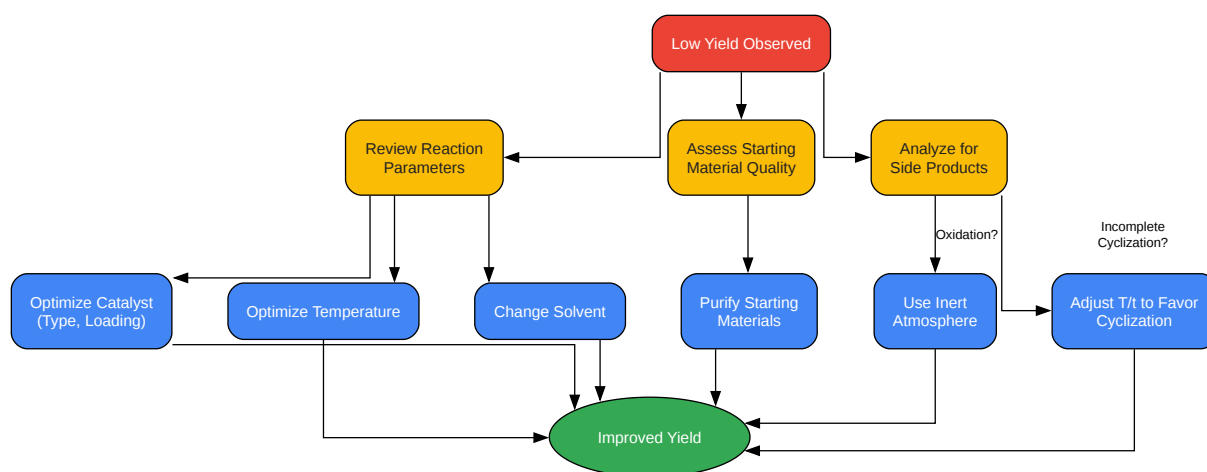 Low Yield Observed
Review Reaction
Parameters
Assess Starting
Material Quality
Analyze for
Side Products
Oxidation?
Incomplete
Cyclization?
Optimize Catalyst
(Type, Loading)
Optimize Temperature
Change Solvent
Purify Starting
Materials
Use Inert
Atmosphere
Adjust T/t to Favor
Cyclization
Improved Yield